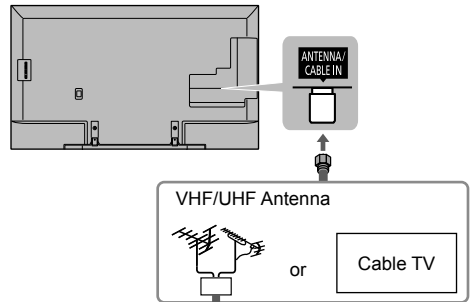 ANTENNA/
CABLE IN
VHF/UHF Antenna
or
Cable TV